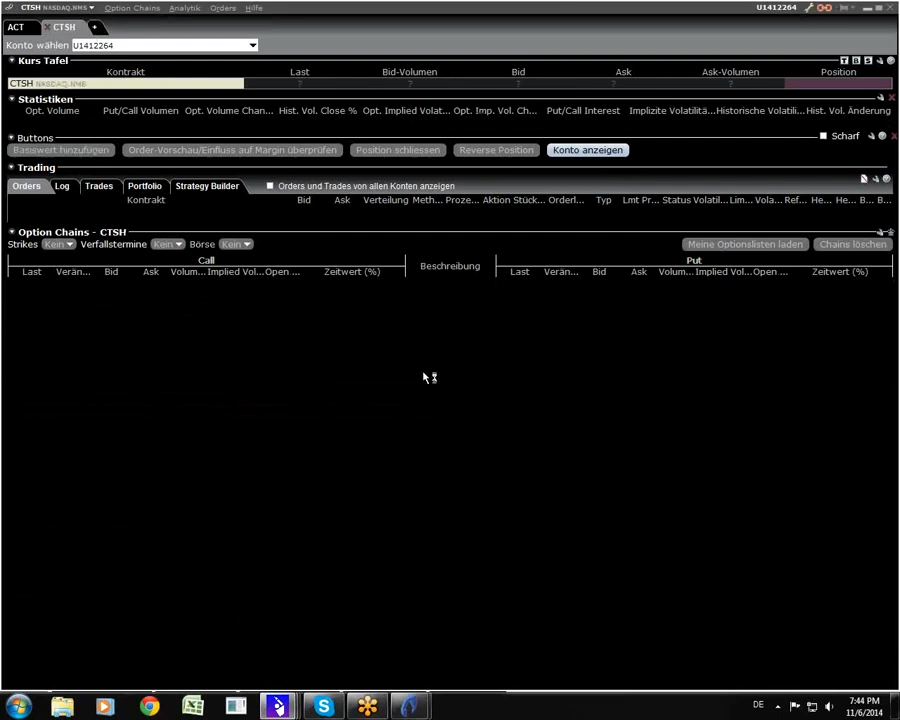 CTSH NASDAQ.NMS Option Chains Analytik Orders Hilfe U1412264
ACT CTSH +
Konto wählen U1412264
Kurs Tafel T B S
Kontrakt Last Bid-Volumen Bid Ask Ask-Volumen Position
CTSH NASDAQ.NMS ? ? ? ? ?
Statistiken
Opt. Volume Put/Call Volumen Opt. Volume Chan... Hist. Vol. Close % Opt. Implied Volat... Opt. Imp. Vol. Ch... Put/Call Interest Implizite Volatilitä... Historische Volatili... Hist. Vol. Änderung
Buttons Scharf
Basiswert hinzufügen Order-Vorschau/Einfluss auf Margin überprüfen Position schliessen Reverse Position Konto anzeigen
Trading
Orders Log Trades Portfolio Strategy Builder Orders und Trades von allen Konten anzeigen
Kontrakt Bid Ask Verteilung Meth... Proze... Aktion Stück... Orderl... Typ Lmt Pr... Status Volatil... Lim... Vola... Ref... He... He... B... B...
Option Chains - CTSH
Strikes Kein Verfallstermine Kein Börse Kein Meine Optionslisten laden Chains löschen
Call Beschreibung Put
Last Verän... Bid Ask Volum... Implied Vol... Open ... Zeitwert (%) Last Verän... Bid Ask Volum... Implied Vol... Open ... Zeitwert (%)
DE 7:44 PM
11/6/2014